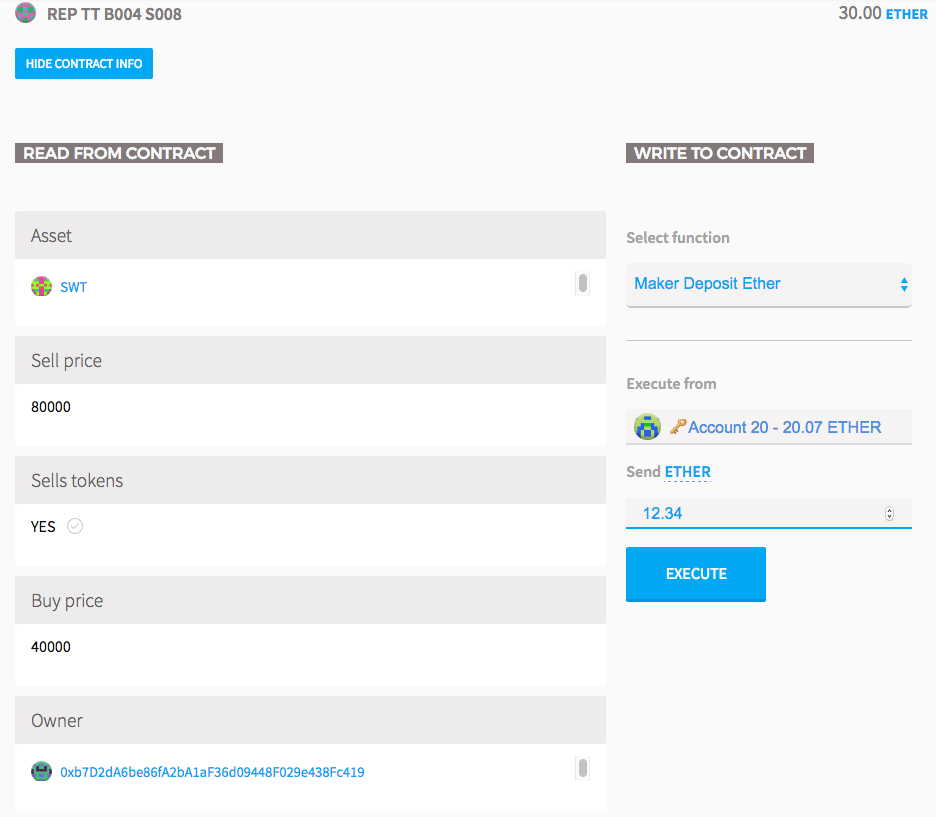 REP TT B004 S008
30.00 ETHER
HIDE CONTRACT INFO
READ FROM CONTRACT
Asset
SWT
Sell price
80000
Sells tokens
YES
Buy price
40000
Owner
0xb7D2dA6be86fA2bA1aF36d09448F029e438Fc419
WRITE TO CONTRACT
Select function
Maker Deposit Ether
Execute from
Account 20 - 20.07 ETHER
Send ETHER
12.34
EXECUTE